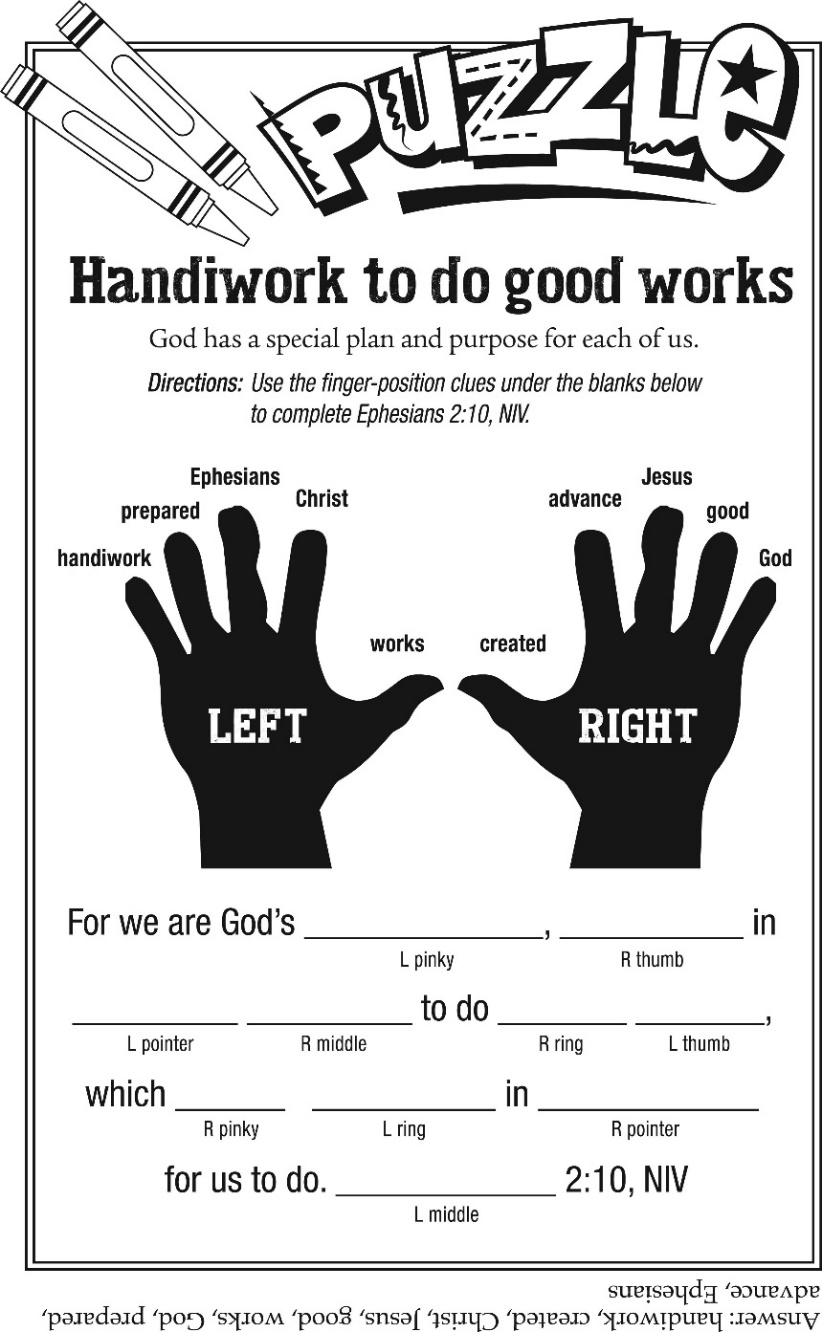 PUZZLe
Handiwork to do good works
God has a special plan and purpose for each of us.
Directions: Use the finger-position clues under the blanks below
to complete Ephesians 2:10, NIV.
handiwork
prepared
Ephesians
Christ
works
advance
Jesus
good
God
created
LEFT
RIGHT
For we are God’s ____________, ____________ in
L pinky R thumb
____________ ____________ to do ____________ ____________,
L pointer R middle R ring L thumb
which ____________ ____________ in ____________
R pinky L ring R pointer
for us to do. ____________ 2:10, NIV
L middle
Answer: handiwork, created, Christ, Jesus, good, works, God, prepared,
advance, Ephesians